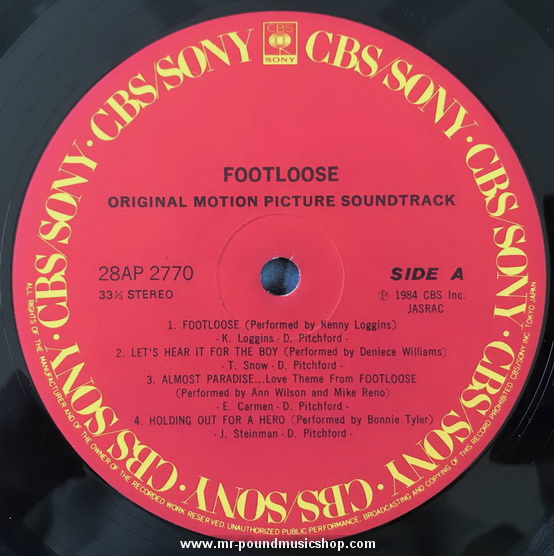 CBS
SONY
CBS/SONY · CBS/SONY · CBS/SONY · CBS/SONY · CBS/SONY · CBS/SONY · CBS/SONY · CBS/SONY
FOOTLOOSE
ORIGINAL MOTION PICTURE SOUNDTRACK
28AP 2770
33⅓ STEREO
SIDE A
Ⓟ 1984 CBS Inc.
JASRAC
1. FOOTLOOSE (Performed by Kenny Loggins)
- K. Loggins - D. Pitchford -
2. LET'S HEAR IT FOR THE BOY (Performed by Deniece Williams)
- T. Snow - D. Pitchford -
3. ALMOST PARADISE...Love Theme From FOOTLOOSE
(Performed by Ann Wilson and Mike Reno)
- E. Carmen - D. Pitchford -
4. HOLDING OUT FOR A HERO (Performed by Bonnie Tyler)
- J. Steinman - D. Pitchford -
ALL RIGHTS OF THE MANUFACTURER AND OF THE OWNER OF THE RECORDED WORK RESERVED UNAUTHORIZED PUBLIC PERFORMANCE, BROADCASTING AND COPYING OF THIS RECORD PROHIBITED CBS/SONY INC. TOKYO JAPAN
www.mr-poundmusicshop.com